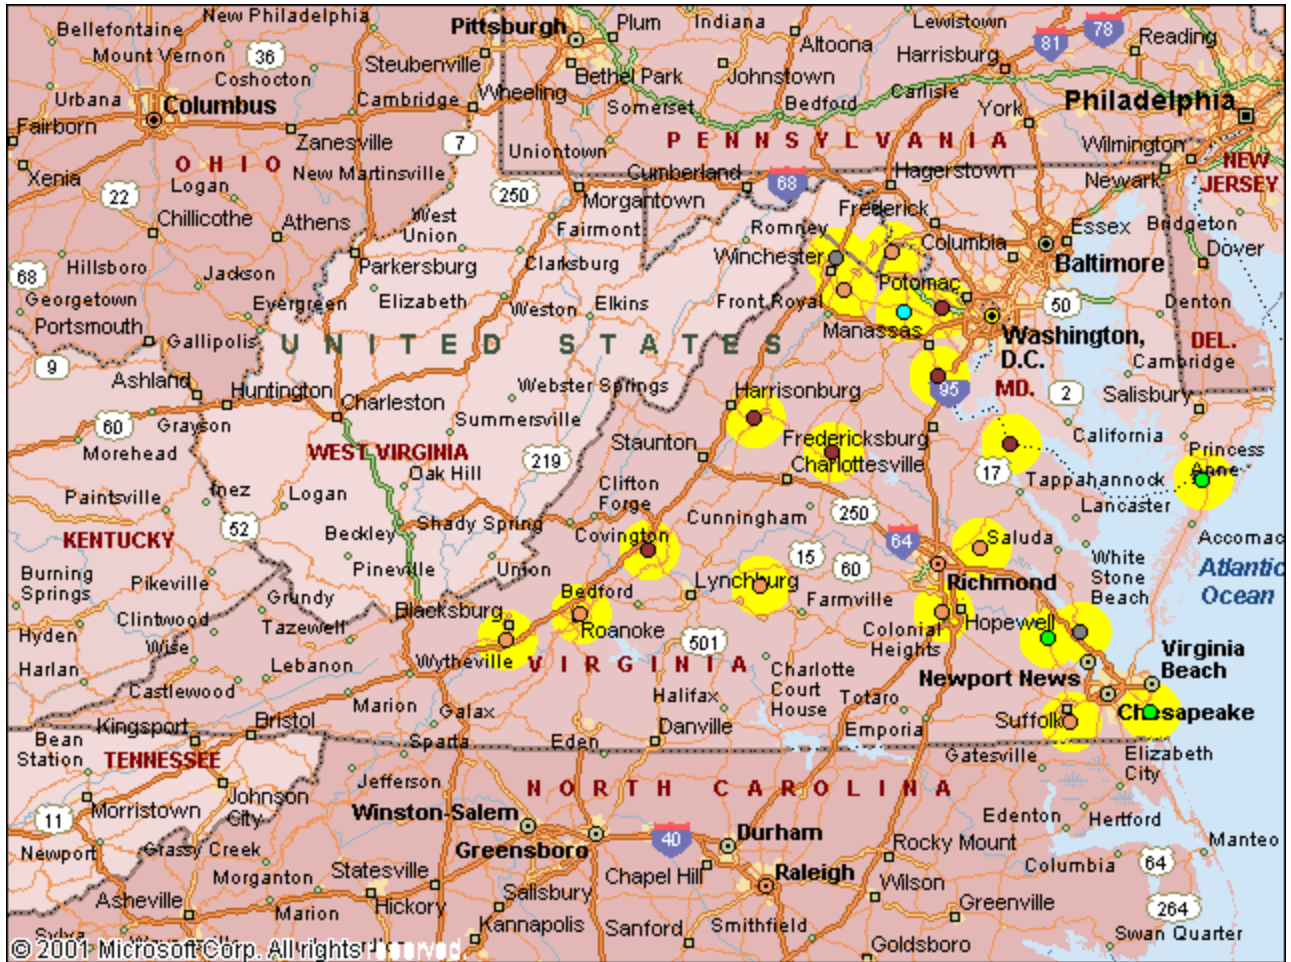 Bellefontaine
New Philadelphia
Pittsburgh
Plum
Indiana
Lewistown
78
81
Reading
Mount Vernon
36
Coshocton
Steubenville
Altoona
Harrisburg
Bethel Park
Johnstown
Urbana
Columbus
Cambridge
Wheeling
Somerset
Bedford
Carlisle
York
Philadelphia
Fairborn
Zanesville
7
Uniontown
PENNSYLVANIA
Wilmington
NEW
JERSEY
OHIO
Xenia
Logan
New Martinsville
Cumberland
68
Hagerstown
Newark
22
250
Morgantown
Chillicothe
Athens
West
Union
Fairmont
Romney
Frederick
Columbia
Essex
Bridgeton
Dover
Hillsboro
68
Jackson
Parkersburg
Clarksburg
Winchester
Baltimore
Georgetown
Evergreen
Elizabeth
Weston
Elkins
Front Royal
Potomac
50
Denton
Portsmouth
Gallipolis
UNITED STATES
Manassas
Washington,
D.C.
DEL.
Cambridge
9
Ashland
Huntington
Webster Springs
Harrisonburg
95
MD.
2
Salisbury
Charleston
60
Grayson
Summersville
Morehead
WEST VIRGINIA
219
Staunton
Fredericksburg
Charlottesville
California
Princess
Anne
17
Tappahannock
Lancaster
Oak Hill
Clifton
Forge
Paintsville
Inez
Logan
52
Beckley
Shady Spring
Covington
Cunningham
250
64
Saluda
Accomac
KENTUCKY
Pineville
Union
15
60
White
Stone
Beach
Atlantic
Ocean
Burning
Springs
Pikeville
Grundy
Blacksburg
Bedford
Lynchburg
Farmville
Richmond
Clintwood
Tazewell
Roanoke
501
Colonial
Heights
Hopewell
Hyden
Wise
Harlan
Lebanon
Wytheville
VIRGINIA
Charlotte
Court
House
Newport News
Virginia
Beach
Castlewood
Marion
Halifax
Totaro
Kingsport
Bristol
Galax
Danville
Emporia
Suffolk
Chesapeake
Bean
Station
TENNESSEE
Sparta
Eden
Gatesville
Elizabeth
City
Jefferson
NORTH CAROLINA
Morristown
Johnson
City
Winston-Salem
Edenton
Hertford
11
Newport
Grassy Creek
Greensboro
40
Durham
Rocky Mount
Manteo
Morganton
Statesville
Chapel Hill
Raleigh
Columbia
64
Asheville
Marion
Hickory
Salisbury
Wilson
Greenville
264
Kannapolis
Sanford
Smithfield
Goldsboro
Swan Quarter
© 2001 Microsoft Corp. All rights reserved.